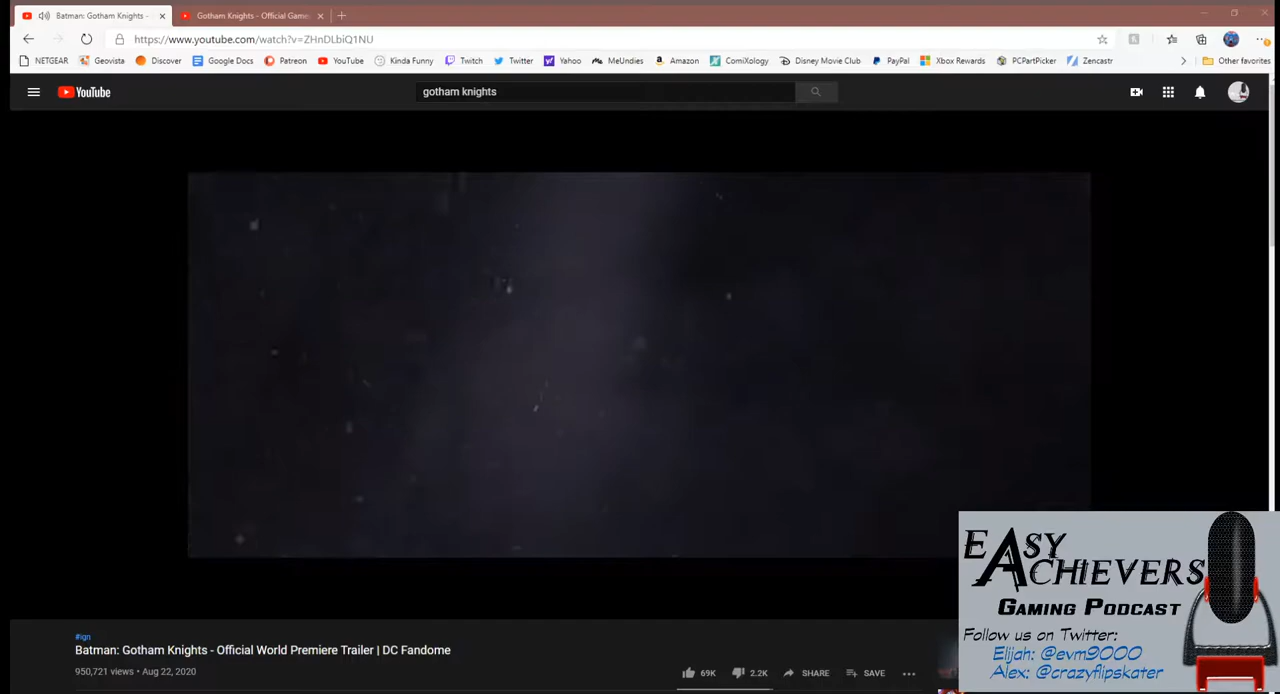 Batman: Gotham Knights -
Gotham Knights - Official Game
https://www.youtube.com/watch?v=ZHnDLbiQ1NU
NETGEAR Geovista Discover Google Docs Patreon YouTube Kinda Funny Twitch Twitter Yahoo MeUndies Amazon ComiXology Disney Movie Club PayPal Xbox Rewards PCPartPicker Zencastr Other favorites
YouTube
gotham knights
#ign
Batman: Gotham Knights - Official World Premiere Trailer | DC Fandome
950,721 views • Aug 22, 2020
69K 2.2K SHARE SAVE
EASY
ACHIEVERS
GAMING PODCAST
Follow us on Twitter:
Elijah: @evm9000
Alex: @crazyflipskater